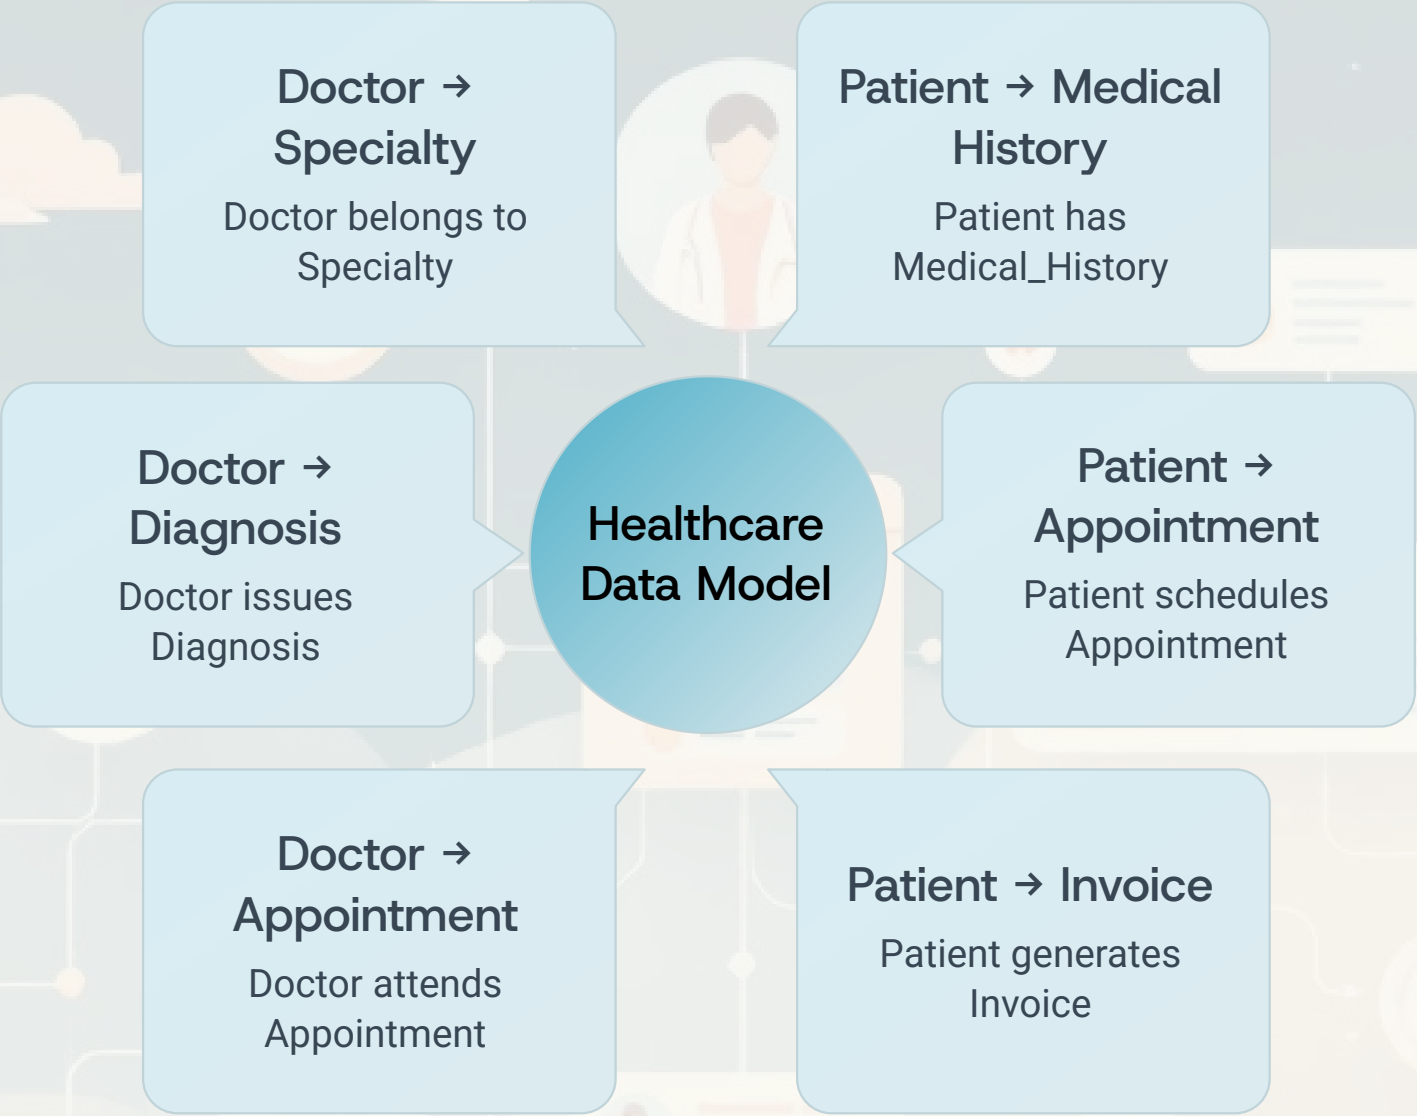 Doctor →
Specialty
Doctor belongs to
Specialty
Patient → Medical
History
Patient has
Medical_History
Doctor →
Diagnosis
Doctor issues
Diagnosis
Healthcare
Data Model
Patient →
Appointment
Patient schedules
Appointment
Doctor →
Appointment
Doctor attends
Appointment
Patient → Invoice
Patient generates
Invoice